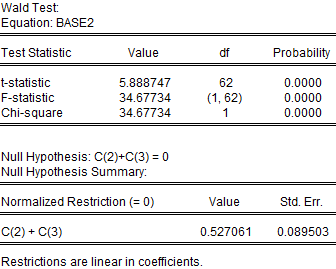 Wald Test:
Equation: BASE2
Test Statistic Value df Probability
t-statistic 5.888747 62 0.0000
F-statistic 34.67734 (1, 62) 0.0000
Chi-square 34.67734 1 0.0000
Null Hypothesis: C(2)+C(3) = 0
Null Hypothesis Summary:
Normalized Restriction (= 0) Value Std. Err.
C(2) + C(3) 0.527061 0.089503
Restrictions are linear in coefficients.